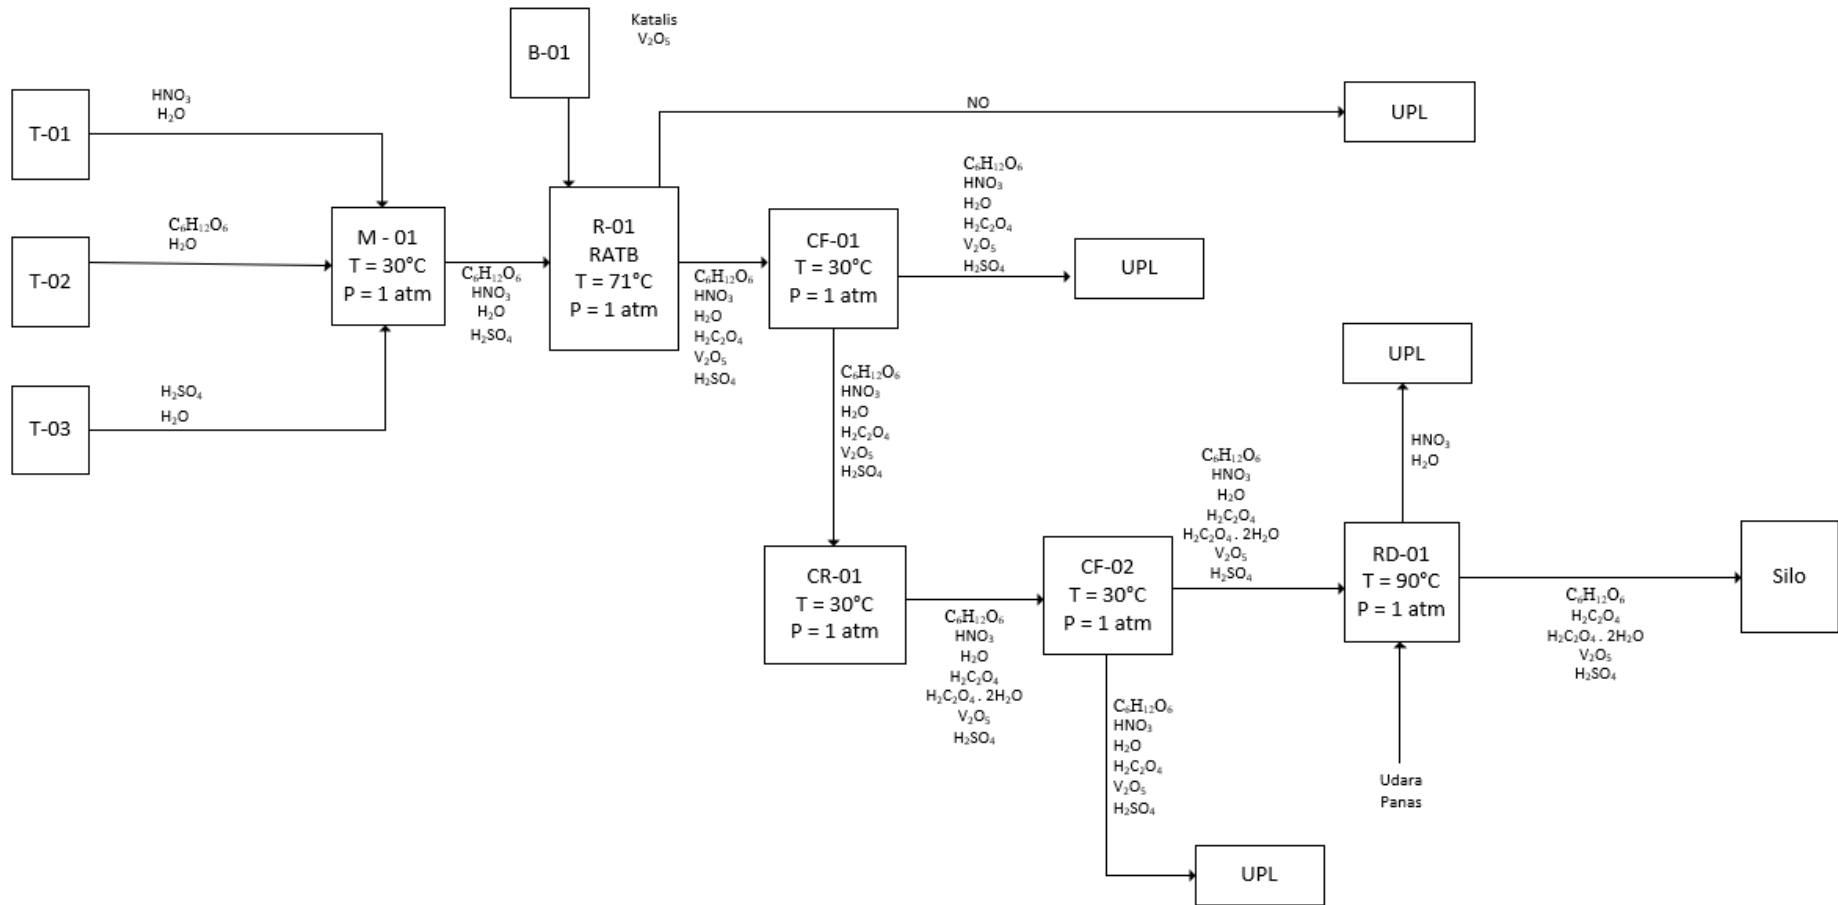 B-01
Katalis
V₂O₅
T-01
HNO₃
H₂O
NO
UPL
T-02
C₆H₁₂O₆
H₂O
M - 01
T = 30°C
P = 1 atm
C₆H₁₂O₆
HNO₃
H₂O
H₂SO₄
R-01
RATB
T = 71°C
P = 1 atm
C₆H₁₂O₆
HNO₃
H₂O
H₂C₂O₄
V₂O₅
H₂SO₄
CF-01
T = 30°C
P = 1 atm
C₆H₁₂O₆
HNO₃
H₂O
H₂C₂O₄
V₂O₅
H₂SO₄
UPL
T-03
H₂SO₄
H₂O
C₆H₁₂O₆
HNO₃
H₂O
H₂C₂O₄
V₂O₅
H₂SO₄
CR-01
T = 30°C
P = 1 atm
C₆H₁₂O₆
HNO₃
H₂O
H₂C₂O₄
H₂C₂O₄ . 2H₂O
V₂O₅
H₂SO₄
CF-02
T = 30°C
P = 1 atm
C₆H₁₂O₆
HNO₃
H₂O
H₂C₂O₄
H₂C₂O₄ . 2H₂O
V₂O₅
H₂SO₄
UPL
HNO₃
H₂O
RD-01
T = 90°C
P = 1 atm
C₆H₁₂O₆
H₂C₂O₄
H₂C₂O₄ . 2H₂O
V₂O₅
H₂SO₄
Silo
C₆H₁₂O₆
HNO₃
H₂O
H₂C₂O₄
V₂O₅
H₂SO₄
Udara
Panas
UPL